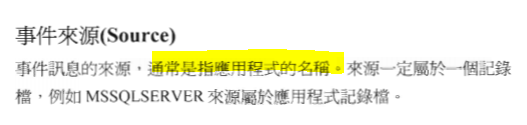 事件來源(Source)
事件訊息的來源，通常是指應用程式的名稱。來源一定屬於一個記錄
檔，例如 MSSQLSERVER 來源屬於應用程式記錄檔。